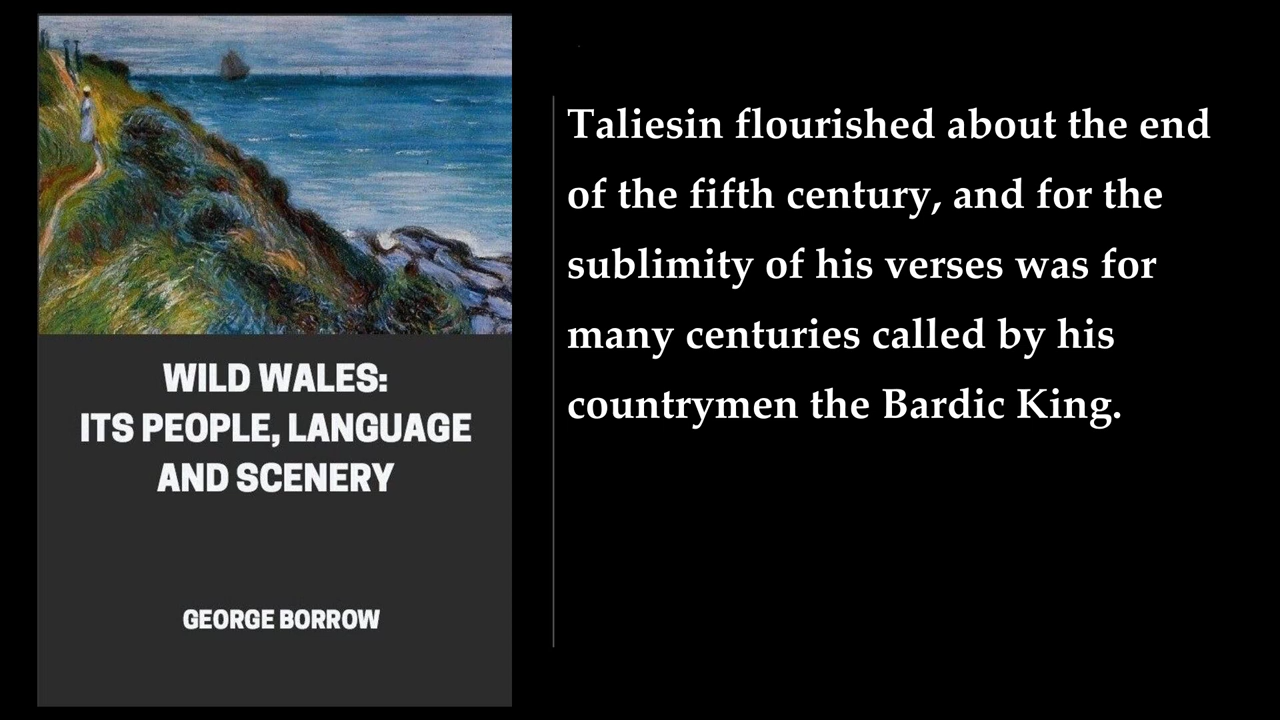 WILD WALES:
ITS PEOPLE, LANGUAGE
AND SCENERY
GEORGE BORROW
Taliesin flourished about the end
of the fifth century, and for the
sublimity of his verses was for
many centuries called by his
countrymen the Bardic King.